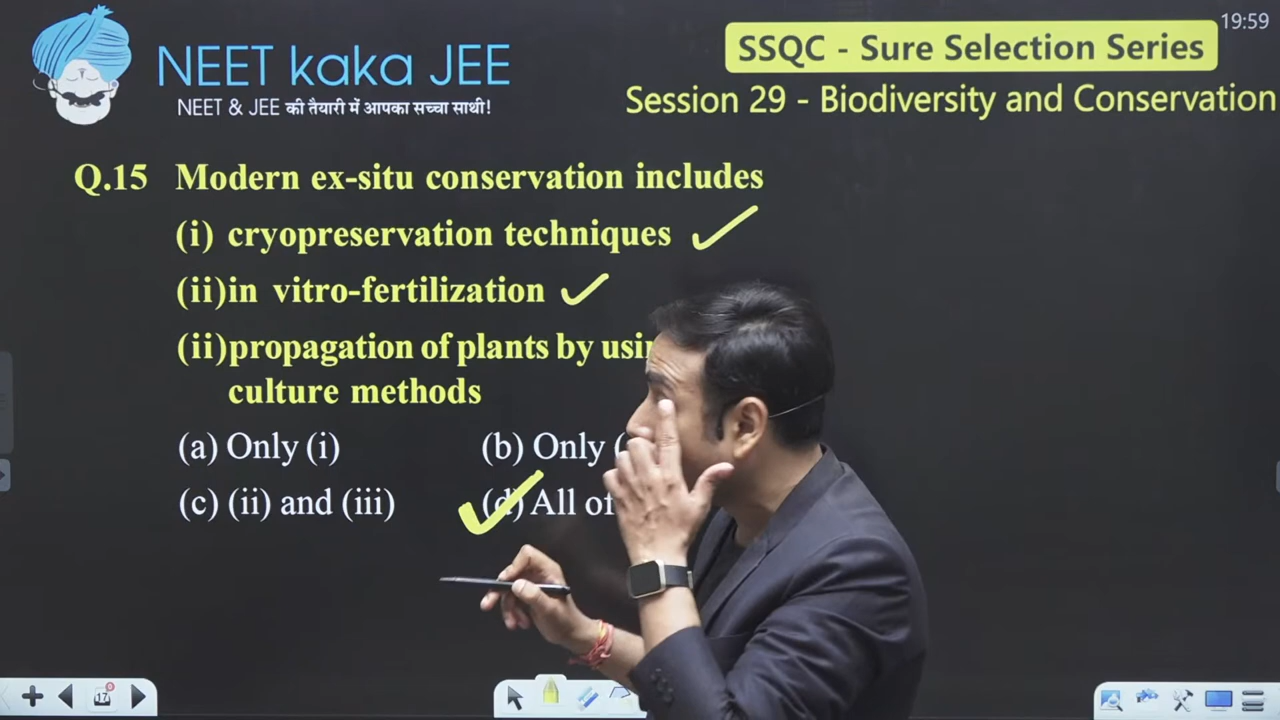 19:59
NEET kaka JEE
NEET & JEE की तैयारी में आपका सच्चा साथी!
SSQC - Sure Selection Series
Session 29 - Biodiversity and Conservation
Q.15 Modern ex-situ conservation includes
(i) cryopreservation techniques
(ii) in vitro-fertilization
(ii) propagation of plants by
culture methods
(a) Only (i) (b) Only
(c) (ii) and (iii) (d) All of
17